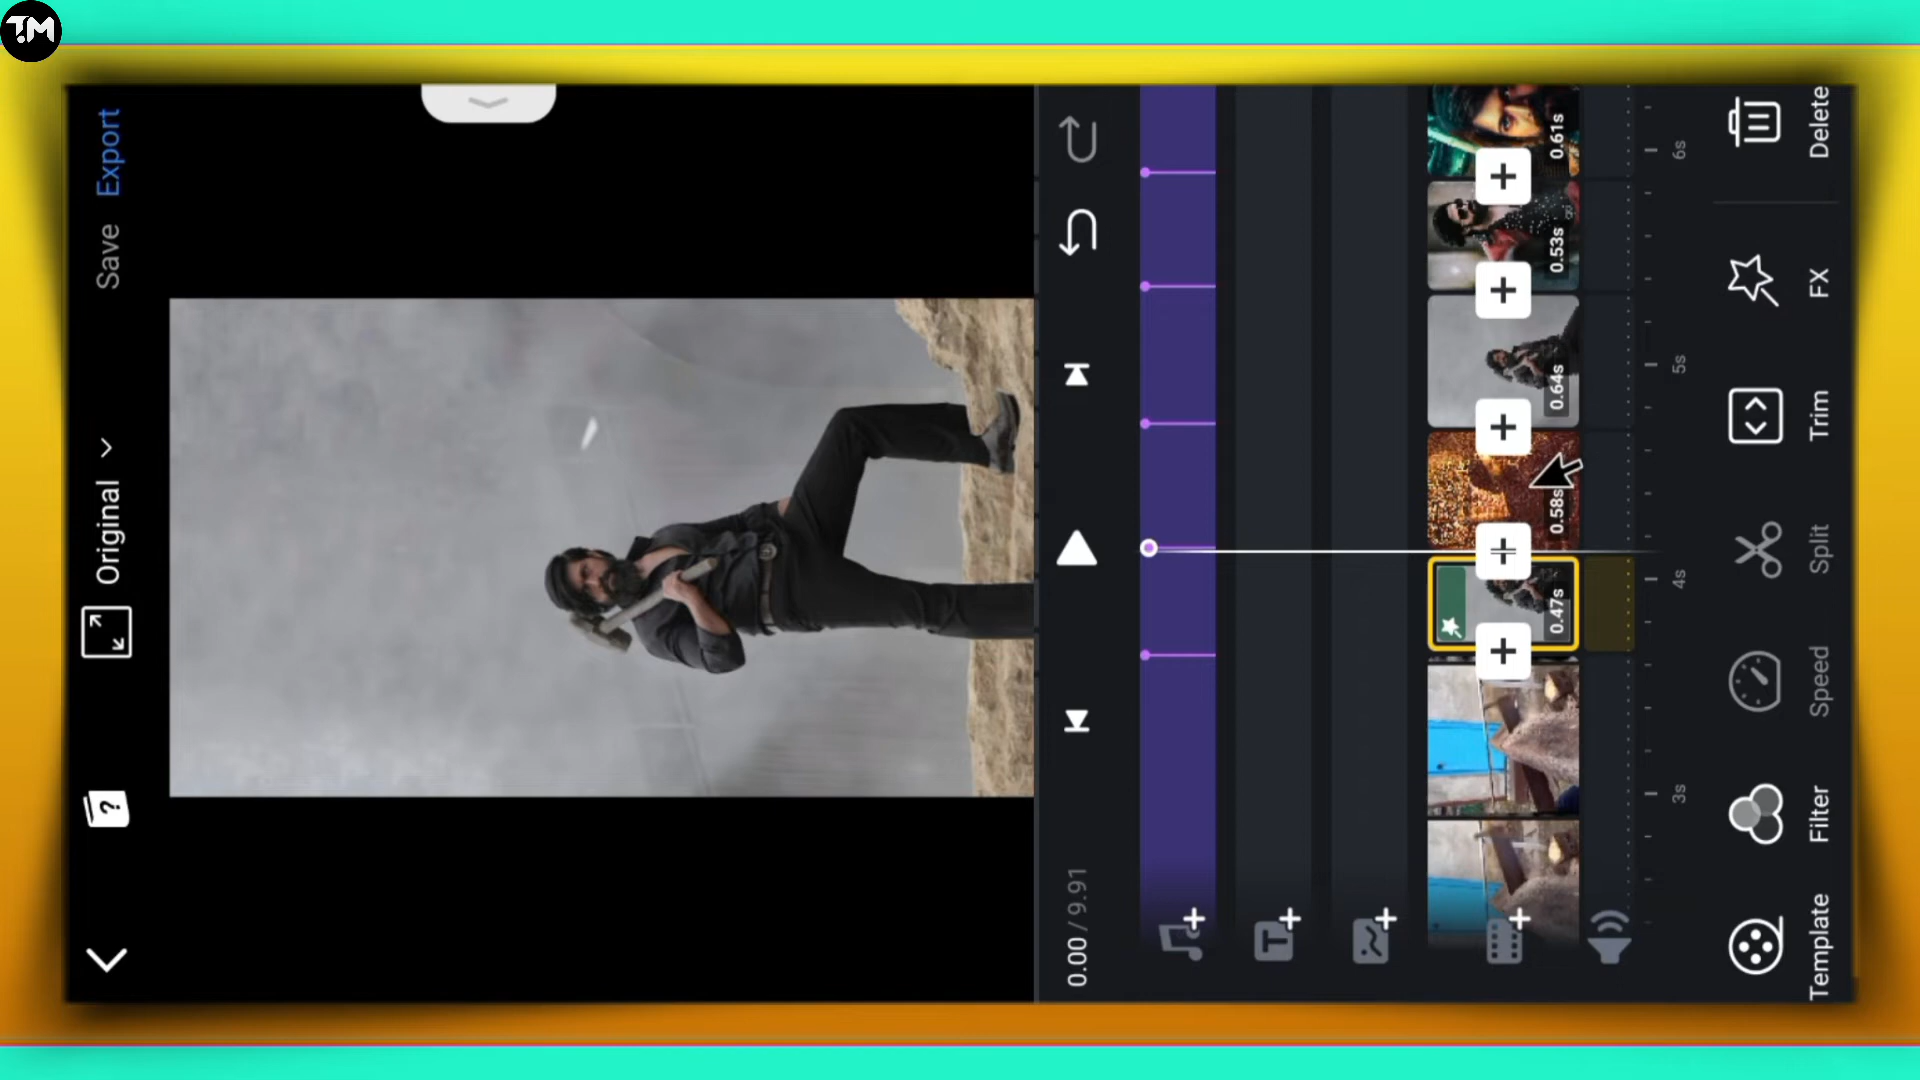 TM
Original
Save
Export
?
0.00 / 9.91
0.47s
0.58s
0.64s
0.53s
0.61s
3s
4s
5s
6s
Template
Filter
Speed
Split
Trim
FX
Delete